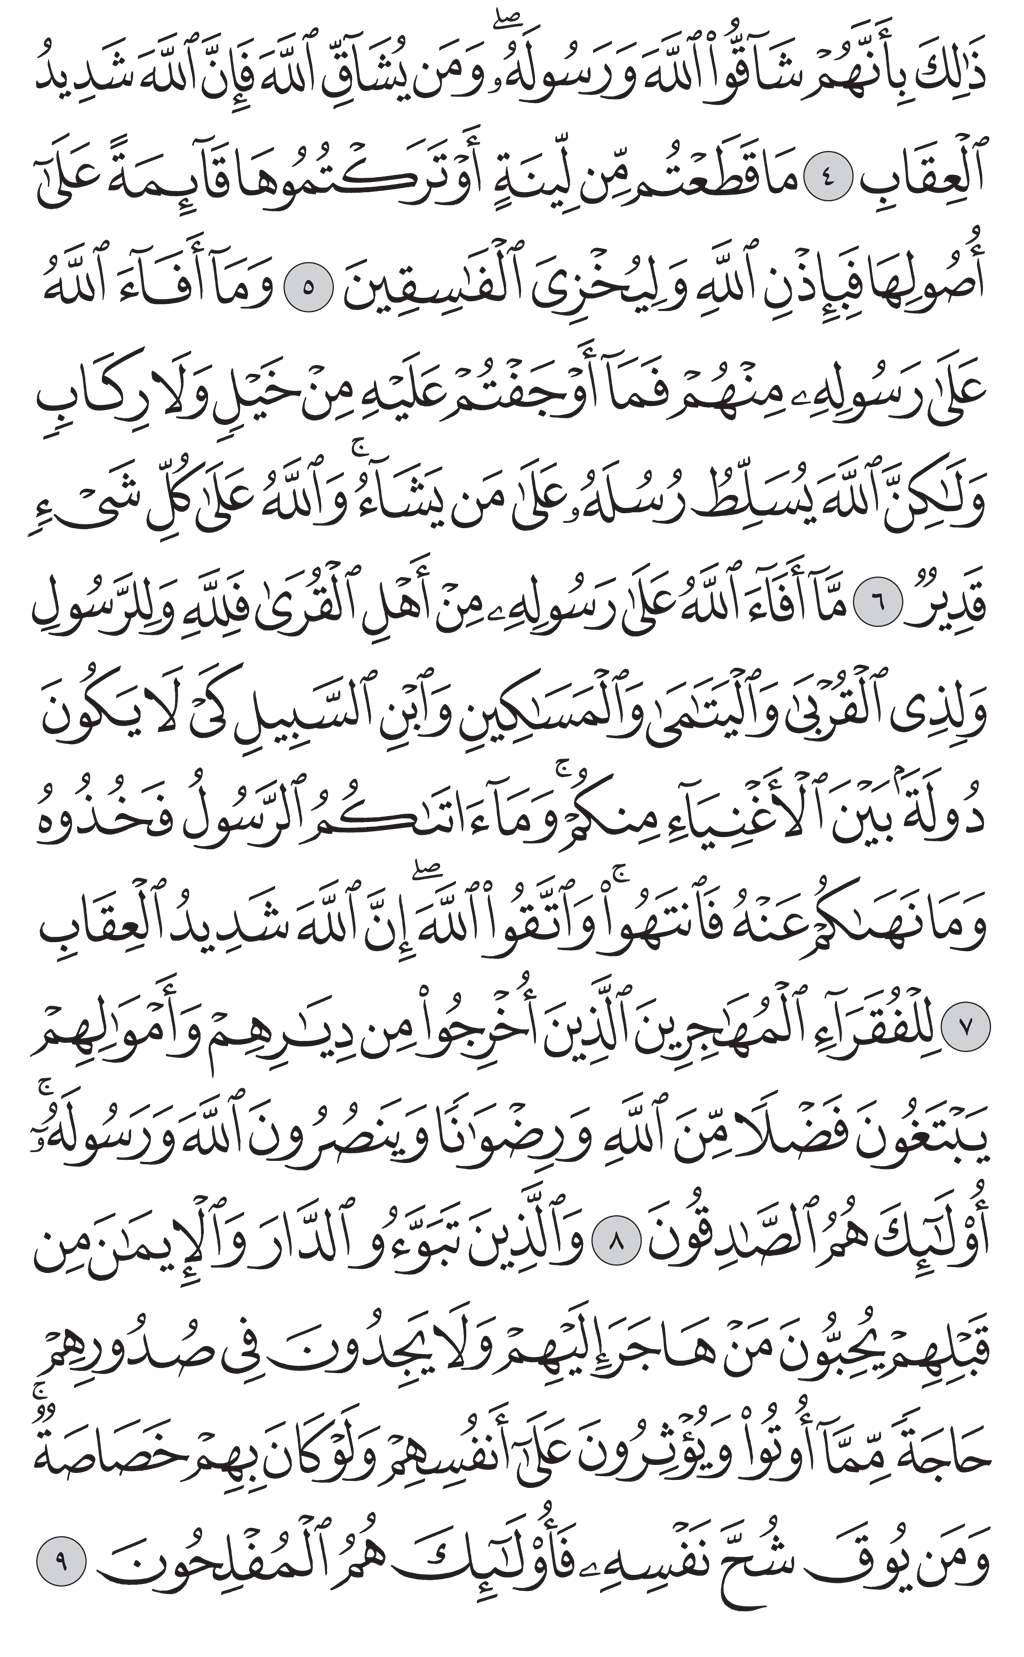 ذَٰلِكَ بِأَنَّهُمْ شَآقُّوا۟ ٱللَّهَ وَرَسُولَهُۥ ۖ وَمَن يُشَآقِّ ٱللَّهَ فَإِنَّ ٱللَّهَ شَدِيدُ
ٱلْعِقَابِ ٤ مَا قَطَعْتُم مِّن لِّينَةٍ أَوْ تَرَكْتُمُوهَا قَآئِمَةً عَلَىٰٓ
أُصُولِهَا فَبِإِذْنِ ٱللَّهِ وَلِيُخْزِىَ ٱلْفَـٰسِقِينَ ٥ وَمَآ أَفَآءَ ٱللَّهُ
عَلَىٰ رَسُولِهِۦ مِنْهُمْ فَمَآ أَوْجَفْتُمْ عَلَيْهِ مِنْ خَيْلٍ وَلَا رِكَابٍ
وَلَـٰكِنَّ ٱللَّهَ يُسَلِّطُ رُسُلَهُۥ عَلَىٰ مَن يَشَآءُ ۚ وَٱللَّهُ عَلَىٰ كُلِّ شَىْءٍ
قَدِيرٌ ٦ مَّآ أَفَآءَ ٱللَّهُ عَلَىٰ رَسُولِهِۦ مِنْ أَهْلِ ٱلْقُرَىٰ فَلِلَّهِ وَلِلرَّسُولِ
وَلِذِى ٱلْقُرْبَىٰ وَٱلْيَتَـٰمَىٰ وَٱلْمَسَـٰكِينِ وَٱبْنِ ٱلسَّبِيلِ كَىْ لَا يَكُونَ
دُولَةًۢ بَيْنَ ٱلْأَغْنِيَآءِ مِنكُمْ ۚ وَمَآ ءَاتَىٰكُمُ ٱلرَّسُولُ فَخُذُوهُ
وَمَا نَهَىٰكُمْ عَنْهُ فَٱنتَهُوا۟ ۚ وَٱتَّقُوا۟ ٱللَّهَ ۖ إِنَّ ٱللَّهَ شَدِيدُ ٱلْعِقَابِ
٧ لِلْفُقَرَآءِ ٱلْمُهَـٰجِرِينَ ٱلَّذِينَ أُخْرِجُوا۟ مِن دِيَـٰرِهِمْ وَأَمْوَٰلِهِمْ
يَبْتَغُونَ فَضْلًا مِّنَ ٱللَّهِ وَرِضْوَٰنًا وَيَنصُرُونَ ٱللَّهَ وَرَسُولَهُۥٓ ۚ
أُو۟لَـٰٓئِكَ هُمُ ٱلصَّـٰدِقُونَ ٨ وَٱلَّذِينَ تَبَوَّءُو ٱلدَّارَ وَٱلْإِيمَـٰنَ مِن
قَبْلِهِمْ يُحِبُّونَ مَنْ هَاجَرَ إِلَيْهِمْ وَلَا يَجِدُونَ فِى صُدُورِهِمْ
حَاجَةً مِّمَّآ أُوتُوا۟ وَيُؤْثِرُونَ عَلَىٰٓ أَنفُسِهِمْ وَلَوْ كَانَ بِهِمْ خَصَاصَةٌ ۚ
وَمَن يُوقَ شُحَّ نَفْسِهِۦ فَأُو۟لَـٰٓئِكَ هُمُ ٱلْمُفْلِحُونَ ٩